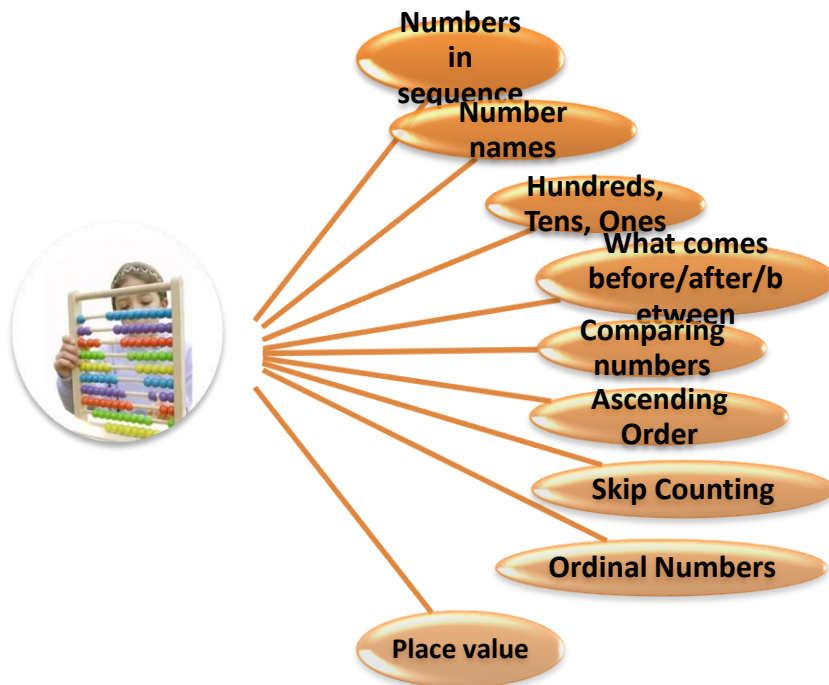 Numbers
in
sequence
Number
names
Hundreds,
Tens, Ones
What comes
before/after/b
etween
Comparing
numbers
Ascending
Order
Skip Counting
Ordinal Numbers
Place value